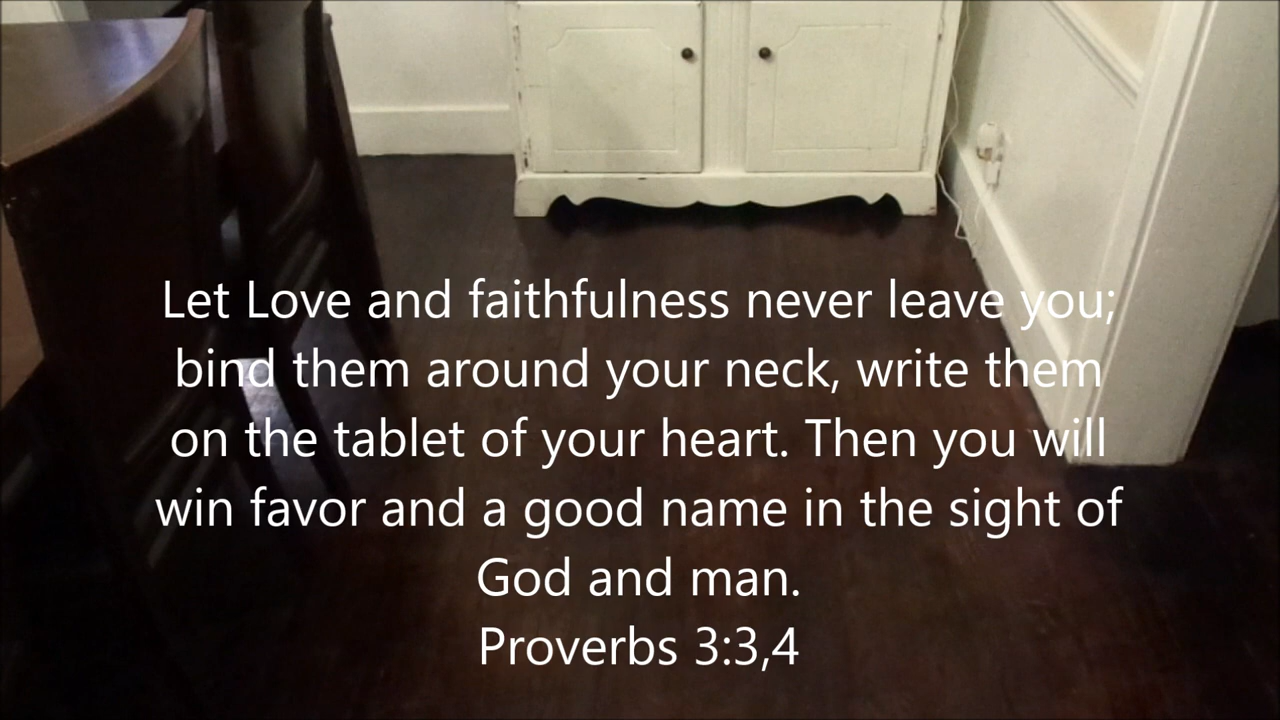 Let Love and faithfulness never leave you;
bind them around your neck, write them
on the tablet of your heart. Then you will
win favor and a good name in the sight of
God and man.
Proverbs 3:3,4